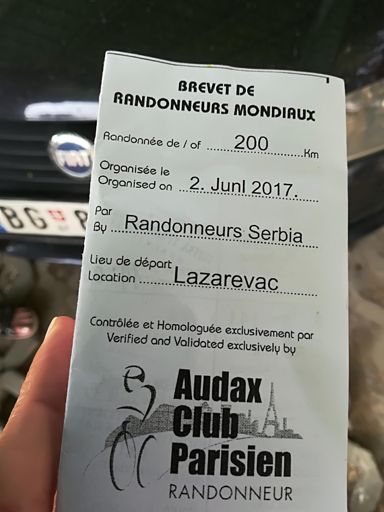 BREVET DE
RANDONNEURS MONDIAUX
Randonnée de / of ...200........Km
Organisée le
Organised on ...2. Junl 2017.
Par
By ...Randonneurs Serbia
Lieu de départ
Location ........Lazarevac
Contrôlée et Homologuée exclusivement par
Verified and Validated exclusively by
Audax
Club
Parisien
RANDONNEUR
FIAT
BG